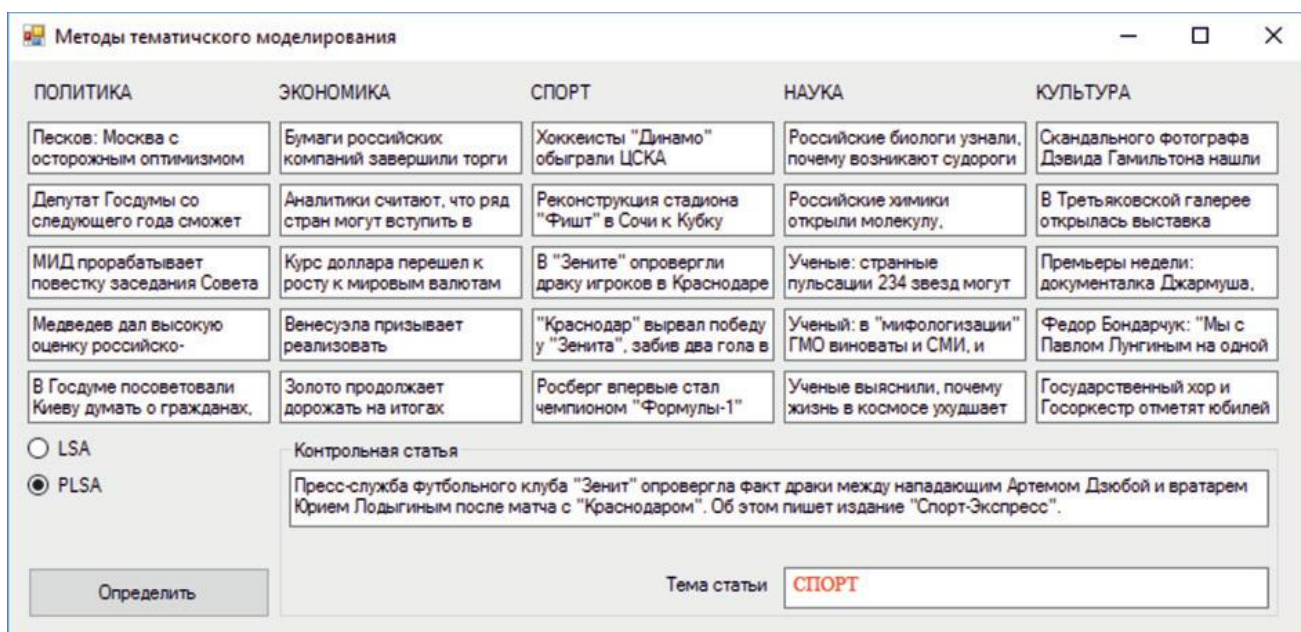 Методы тематичского моделирования
ПОЛИТИКА
ЭКОНОМИКА
СПОРТ
НАУКА
КУЛЬТУРА
Песков: Москва с
осторожным оптимизмом
Бумаги российских
компаний завершили торги
Хоккеисты "Динамо"
обыграли ЦСКА
Российские биологи узнали,
почему возникают судороги
Скандального фотографа
Дэвида Гамильтона нашли
Депутат Госдумы со
следующего года сможет
Аналитики считают, что ряд
стран могут вступить в
Реконструкция стадиона
"Фишт" в Сочи к Кубку
Российские химики
открыли молекулу,
В Третьяковской галерее
открылась выставка
МИД прорабатывает
повестку заседания Совета
Курс доллара перешел к
росту к мировым валютам
В "Зените" опровергли
драку игроков в Краснодаре
Ученые: странные
пульсации 234 звезд могут
Премьеры недели:
документалка Джармуша,
Медведев дал высокую
оценку российско-
Венесуэла призывает
реализовать
"Краснодар" вырвал победу
у "Зенита", забив два гола в
Ученый: в "мифологизации"
ГМО виноваты и СМИ, и
Федор Бондарчук: "Мы с
Павлом Лунгиным на одной
В Госдуме посоветовали
Киеву думать о гражданах,
Золото продолжает
дорожать на итогах
Росберг впервые стал
чемпионом "Формулы-1"
Ученые выяснили, почему
жизнь в космосе ухудшает
Государственный хор и
Госоркестр отметят юбилей
LSA
PLSA
Контрольная статья
Пресс-служба футбольного клуба "Зенит" опровергла факт драки между нападающим Артемом Дзюбой и вратарем
Юрием Лодыгиным после матча с "Краснодаром". Об этом пишет издание "Спорт-Экспресс".
Определить
Тема статьи
СПОРТ